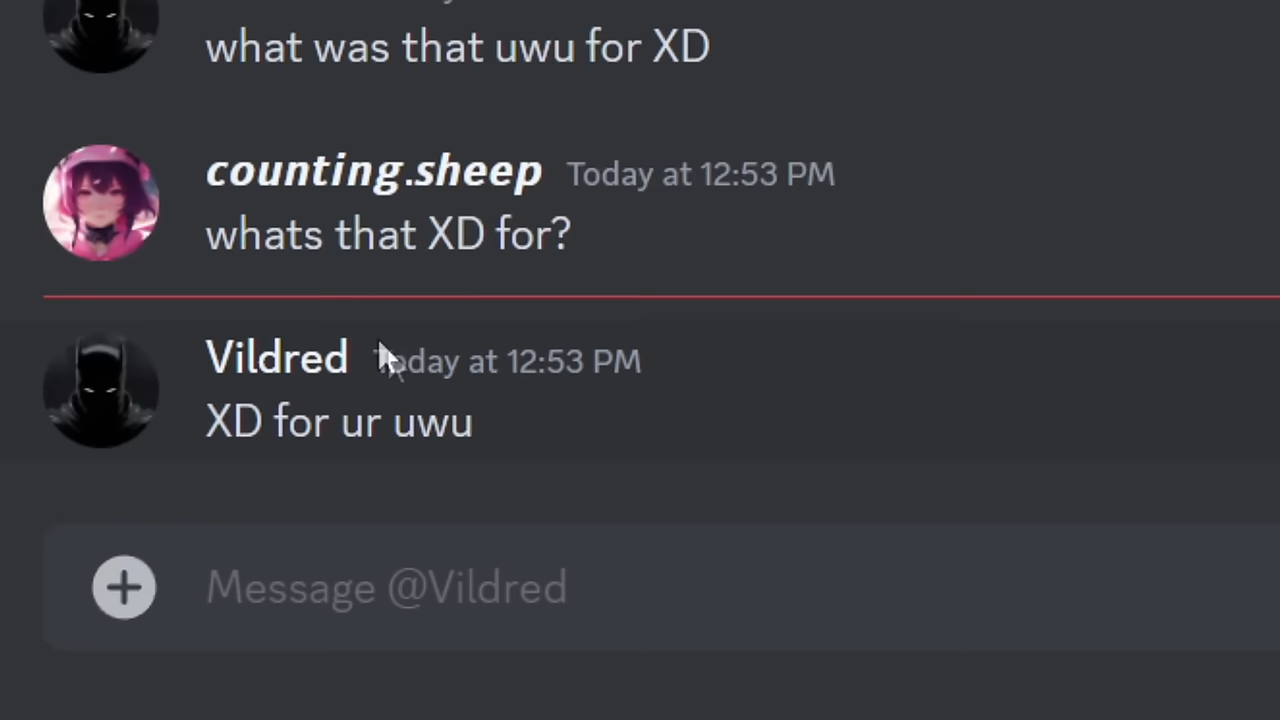 what was that uwu for XD
counting.sheep Today at 12:53 PM
whats that XD for?
Vildred Today at 12:53 PM
XD for ur uwu
Message @Vildred